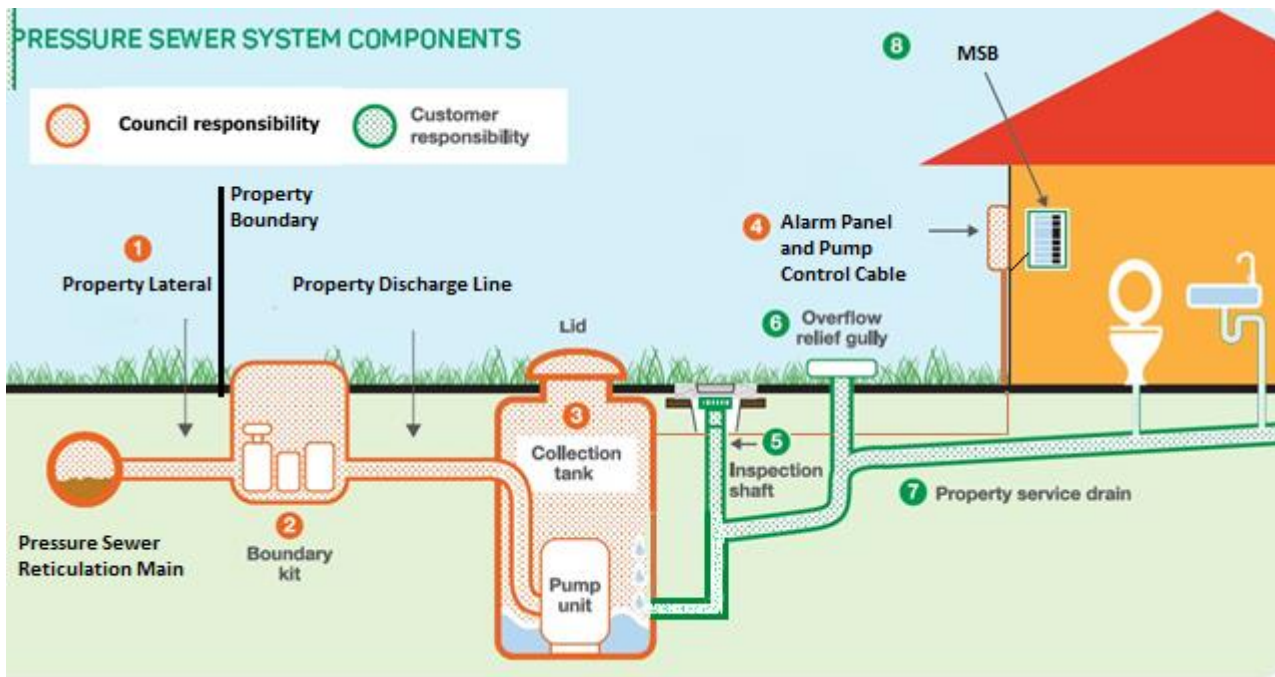 PRESSURE SEWER SYSTEM COMPONENTS
8
MSB
Council responsibility
Customer
responsibility
Property
Boundary
1
Property Lateral
Property Discharge Line
4
Alarm Panel
and Pump
Control Cable
Lid
6
Overflow
relief gully
3
Collection
tank
5
Inspection
shaft
7
Property service drain
2
Boundary
kit
Pressure Sewer
Reticulation Main
Pump
unit